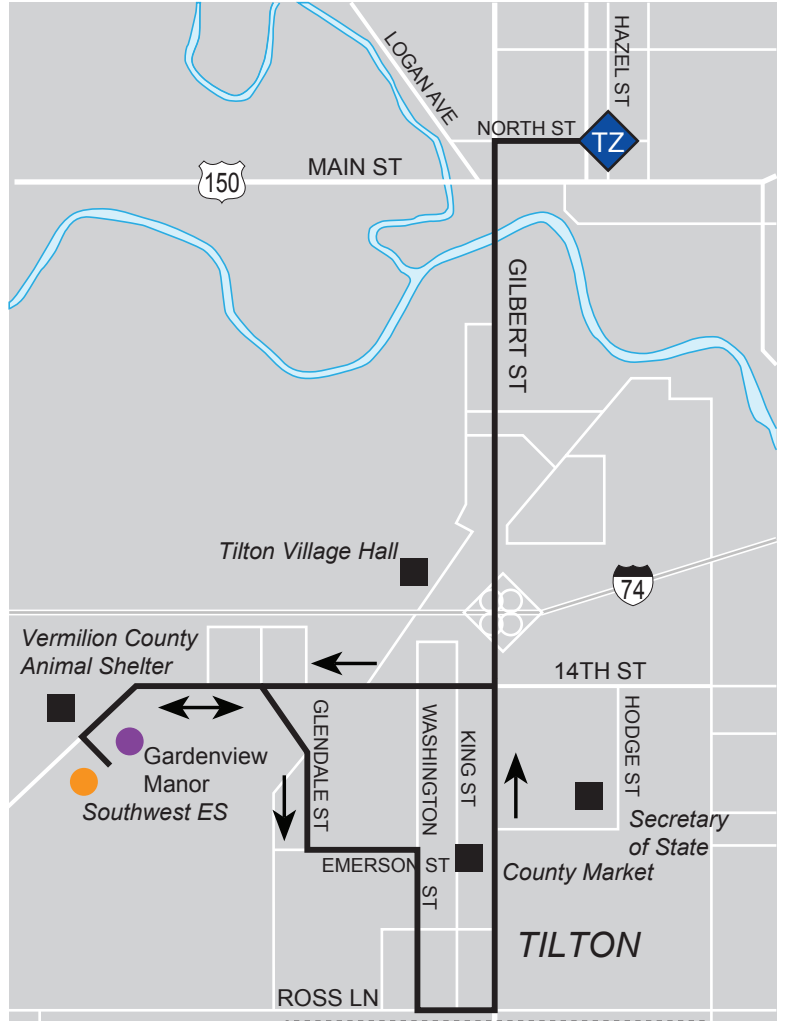 HAZEL ST
LOGAN AVE
NORTH ST
TZ
150
MAIN ST
GILBERT ST
Tilton Village Hall
74
Vermilion County
Animal Shelter
14TH ST
GLENDALE ST
WASHINGTON ST
KING ST
HODGE ST
Gardenview
Manor
Southwest ES
Secretary
of State
EMERSON ST
County Market
TILTON
ROSS LN